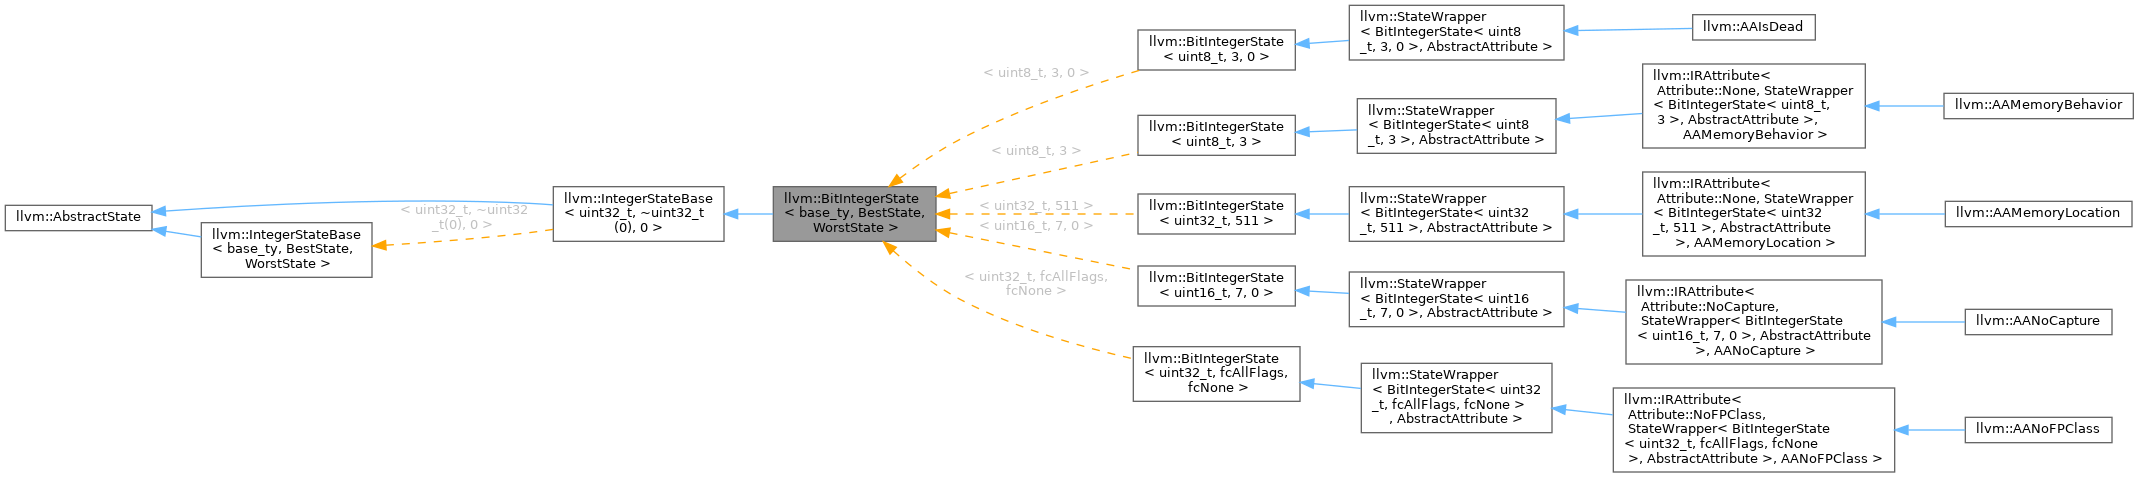 llvm::AbstractState
llvm::IntegerStateBase
< base_ty, BestState,
WorstState >
< uint32_t, ~uint32
_t(0), 0 >
llvm::IntegerStateBase
< uint32_t, ~uint32_t
(0), 0 >
llvm::BitIntegerState
< base_ty, BestState,
WorstState >
< uint8_t, 3, 0 >
< uint8_t, 3 >
< uint32_t, 511 >
< uint16_t, 7, 0 >
< uint32_t, fcAllFlags,
fcNone >
llvm::BitIntegerState
< uint8_t, 3, 0 >
llvm::StateWrapper
< BitIntegerState< uint8
_t, 3, 0 >, AbstractAttribute >
llvm::AAIsDead
llvm::BitIntegerState
< uint8_t, 3 >
llvm::StateWrapper
< BitIntegerState< uint8
_t, 3 >, AbstractAttribute >
llvm::IRAttribute<
Attribute::None, StateWrapper
< BitIntegerState< uint8_t,
3 >, AbstractAttribute >,
AAMemoryBehavior >
llvm::AAMemoryBehavior
llvm::BitIntegerState
< uint32_t, 511 >
llvm::StateWrapper
< BitIntegerState< uint32
_t, 511 >, AbstractAttribute >
llvm::IRAttribute<
Attribute::None, StateWrapper
< BitIntegerState< uint32
_t, 511 >, AbstractAttribute
>, AAMemoryLocation >
llvm::AAMemoryLocation
llvm::BitIntegerState
< uint16_t, 7, 0 >
llvm::StateWrapper
< BitIntegerState< uint16
_t, 7, 0 >, AbstractAttribute >
llvm::IRAttribute<
Attribute::NoCapture,
StateWrapper< BitIntegerState
< uint16_t, 7, 0 >, AbstractAttribute
>, AANoCapture >
llvm::AANoCapture
llvm::BitIntegerState
< uint32_t, fcAllFlags,
fcNone >
llvm::StateWrapper
< BitIntegerState< uint32
_t, fcAllFlags, fcNone >
, AbstractAttribute >
llvm::IRAttribute<
Attribute::NoFPClass,
StateWrapper< BitIntegerState
< uint32_t, fcAllFlags, fcNone
>, AbstractAttribute >, AANoFPClass >
llvm::AANoFPClass